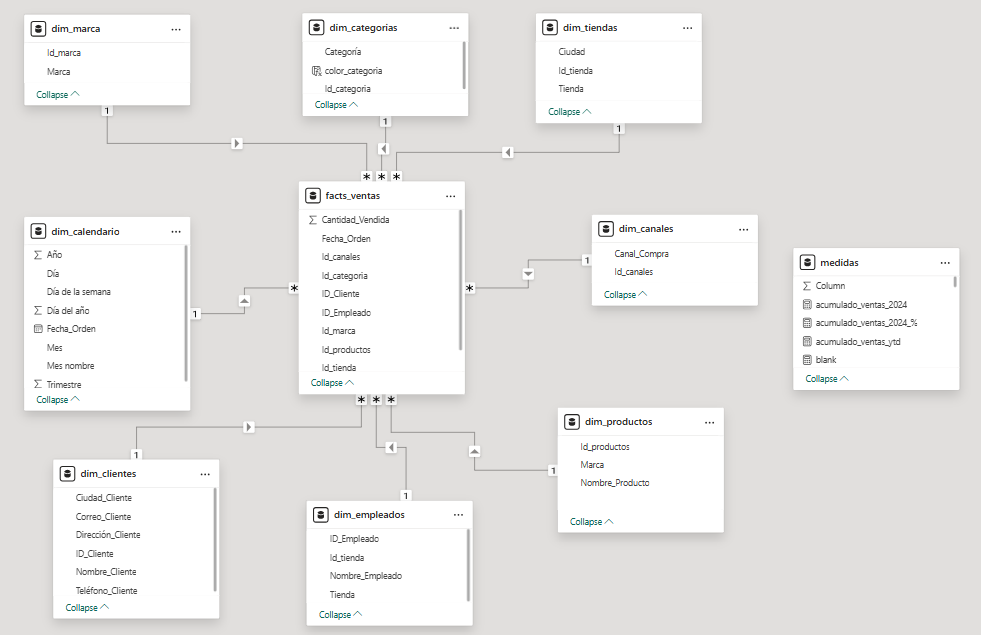 dim_marca
Id_marca
Marca
Collapse
dim_categorias
Categoría
color_categoria
Id_categoria
Collapse
dim_tiendas
Ciudad
Id_tienda
Tienda
Collapse
1
1
1
* * *
facts_ventas
Cantidad_Vendida
Fecha_Orden
Id_canales
Id_categoria
ID_Cliente
ID_Empleado
Id_marca
Id_productos
Id_tienda
Collapse
dim_calendario
Año
Día
Día de la semana
Día del año
Fecha_Orden
Mes
Mes nombre
Trimestre
Collapse
1
*
*
1
dim_canales
Canal_Compra
Id_canales
Collapse
medidas
Column
acumulado_ventas_2024
acumulado_ventas_2024_%
acumulado_ventas_ytd
blank
Collapse
* * *
1
1
1
dim_clientes
Ciudad_Cliente
Correo_Cliente
Dirección_Cliente
ID_Cliente
Nombre_Cliente
Teléfono_Cliente
Collapse
dim_empleados
ID_Empleado
Id_tienda
Nombre_Empleado
Tienda
Collapse
dim_productos
Id_productos
Marca
Nombre_Producto
Collapse